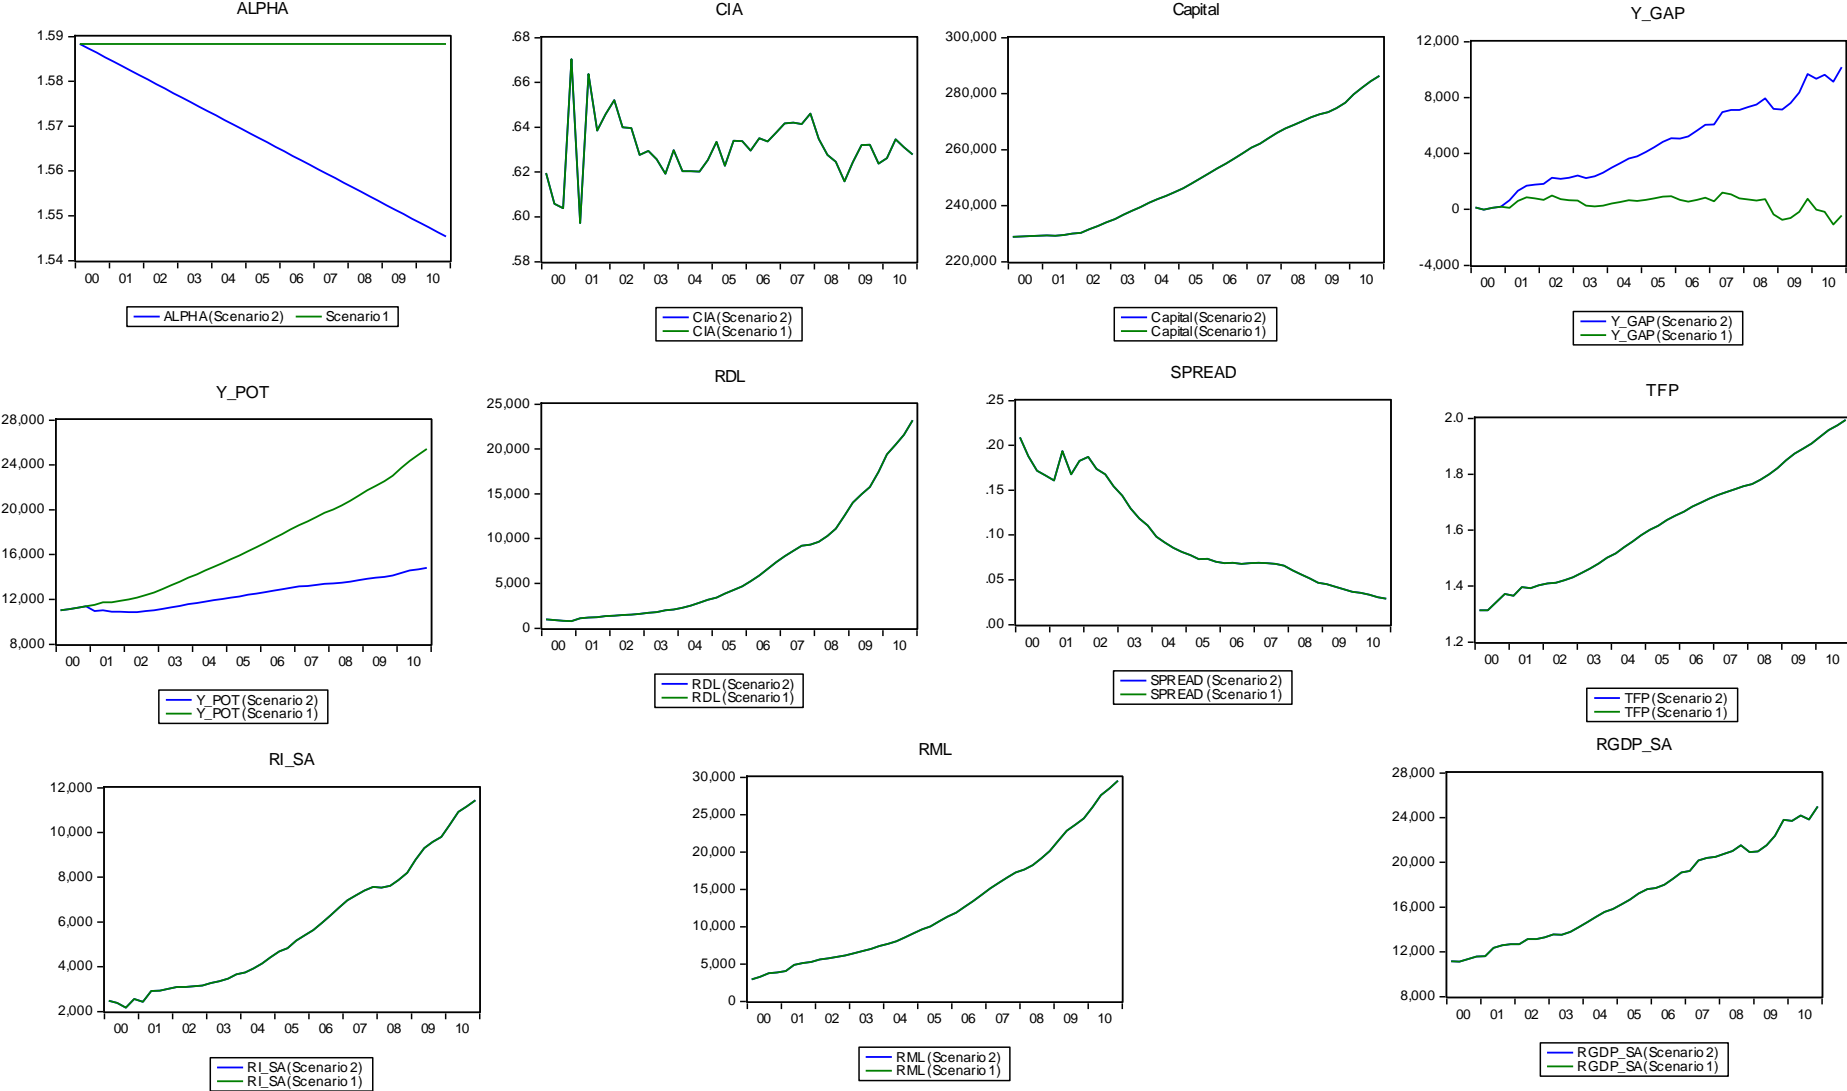 ALPHA
1.59
1.58
1.57
1.56
1.55
1.54
00 01 02 03 04 05 06 07 08 09 10
ALPHA (Scenario 2) Scenario 1
CIA
.68
.66
.64
.62
.60
.58
00 01 02 03 04 05 06 07 08 09 10
CIA (Scenario 2)
CIA (Scenario 1)
Capital
300,000
280,000
260,000
240,000
220,000
00 01 02 03 04 05 06 07 08 09 10
Capital (Scenario 2)
Capital (Scenario 1)
Y_GAP
12,000
8,000
4,000
0
-4,000
00 01 02 03 04 05 06 07 08 09 10
Y_GAP (Scenario 2)
Y_GAP (Scenario 1)
Y_POT
28,000
24,000
20,000
16,000
12,000
8,000
00 01 02 03 04 05 06 07 08 09 10
Y_POT (Scenario 2)
Y_POT (Scenario 1)
RDL
25,000
20,000
15,000
10,000
5,000
0
00 01 02 03 04 05 06 07 08 09 10
RDL (Scenario 2)
RDL (Scenario 1)
SPREAD
.25
.20
.15
.10
.05
.00
00 01 02 03 04 05 06 07 08 09 10
SPREAD (Scenario 2)
SPREAD (Scenario 1)
TFP
2.0
1.8
1.6
1.4
1.2
00 01 02 03 04 05 06 07 08 09 10
TFP (Scenario 2)
TFP (Scenario 1)
RI_SA
12,000
10,000
8,000
6,000
4,000
2,000
00 01 02 03 04 05 06 07 08 09 10
RI_SA (Scenario 2)
RI_SA (Scenario 1)
RML
30,000
25,000
20,000
15,000
10,000
5,000
0
00 01 02 03 04 05 06 07 08 09 10
RML (Scenario 2)
RML (Scenario 1)
RGDP_SA
28,000
24,000
20,000
16,000
12,000
8,000
00 01 02 03 04 05 06 07 08 09 10
RGDP_SA (Scenario 2)
RGDP_SA (Scenario 1)